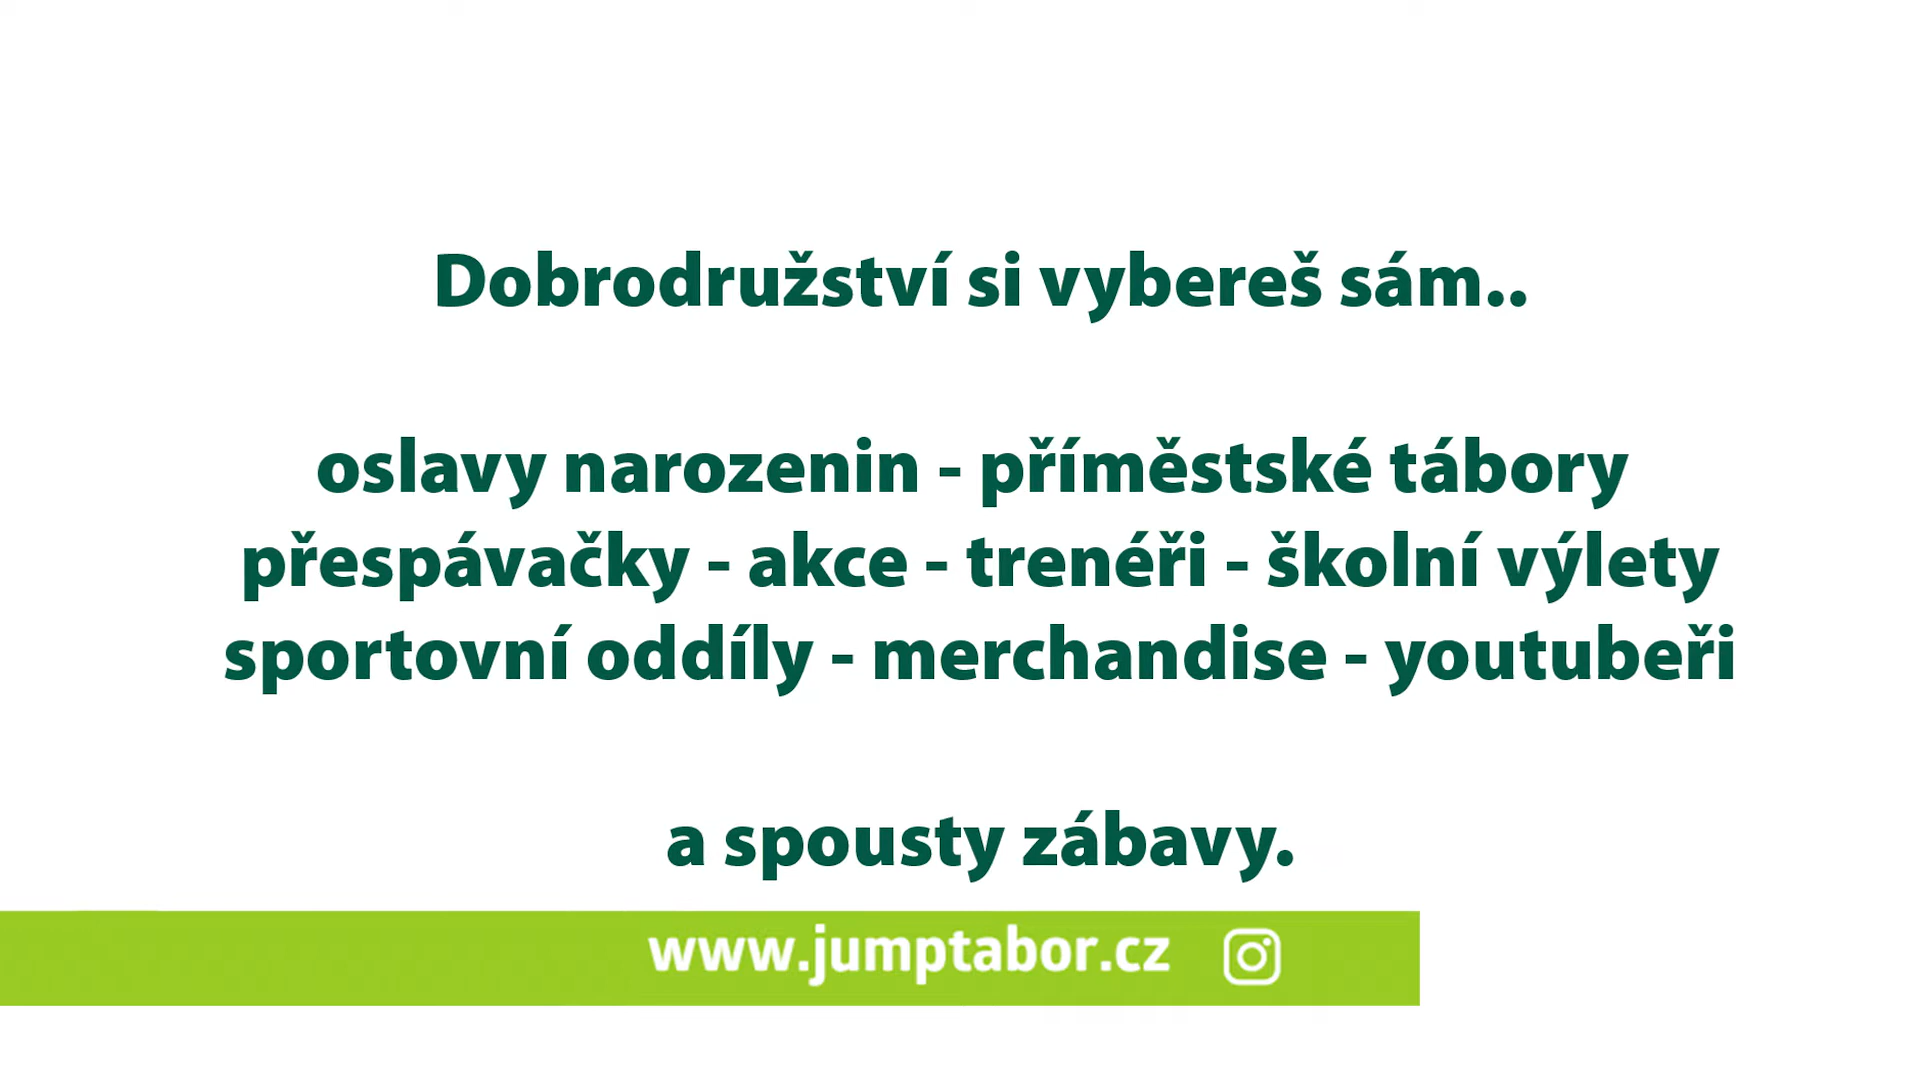 Dobrodružství si vybereš sám..
oslavy narozenin - příměstské tábory
přespávačky - akce - trenéři - školní výlety
sportovní oddíly - merchandise - youtubeři
a spousty zábavy.
www.jumptabor.cz